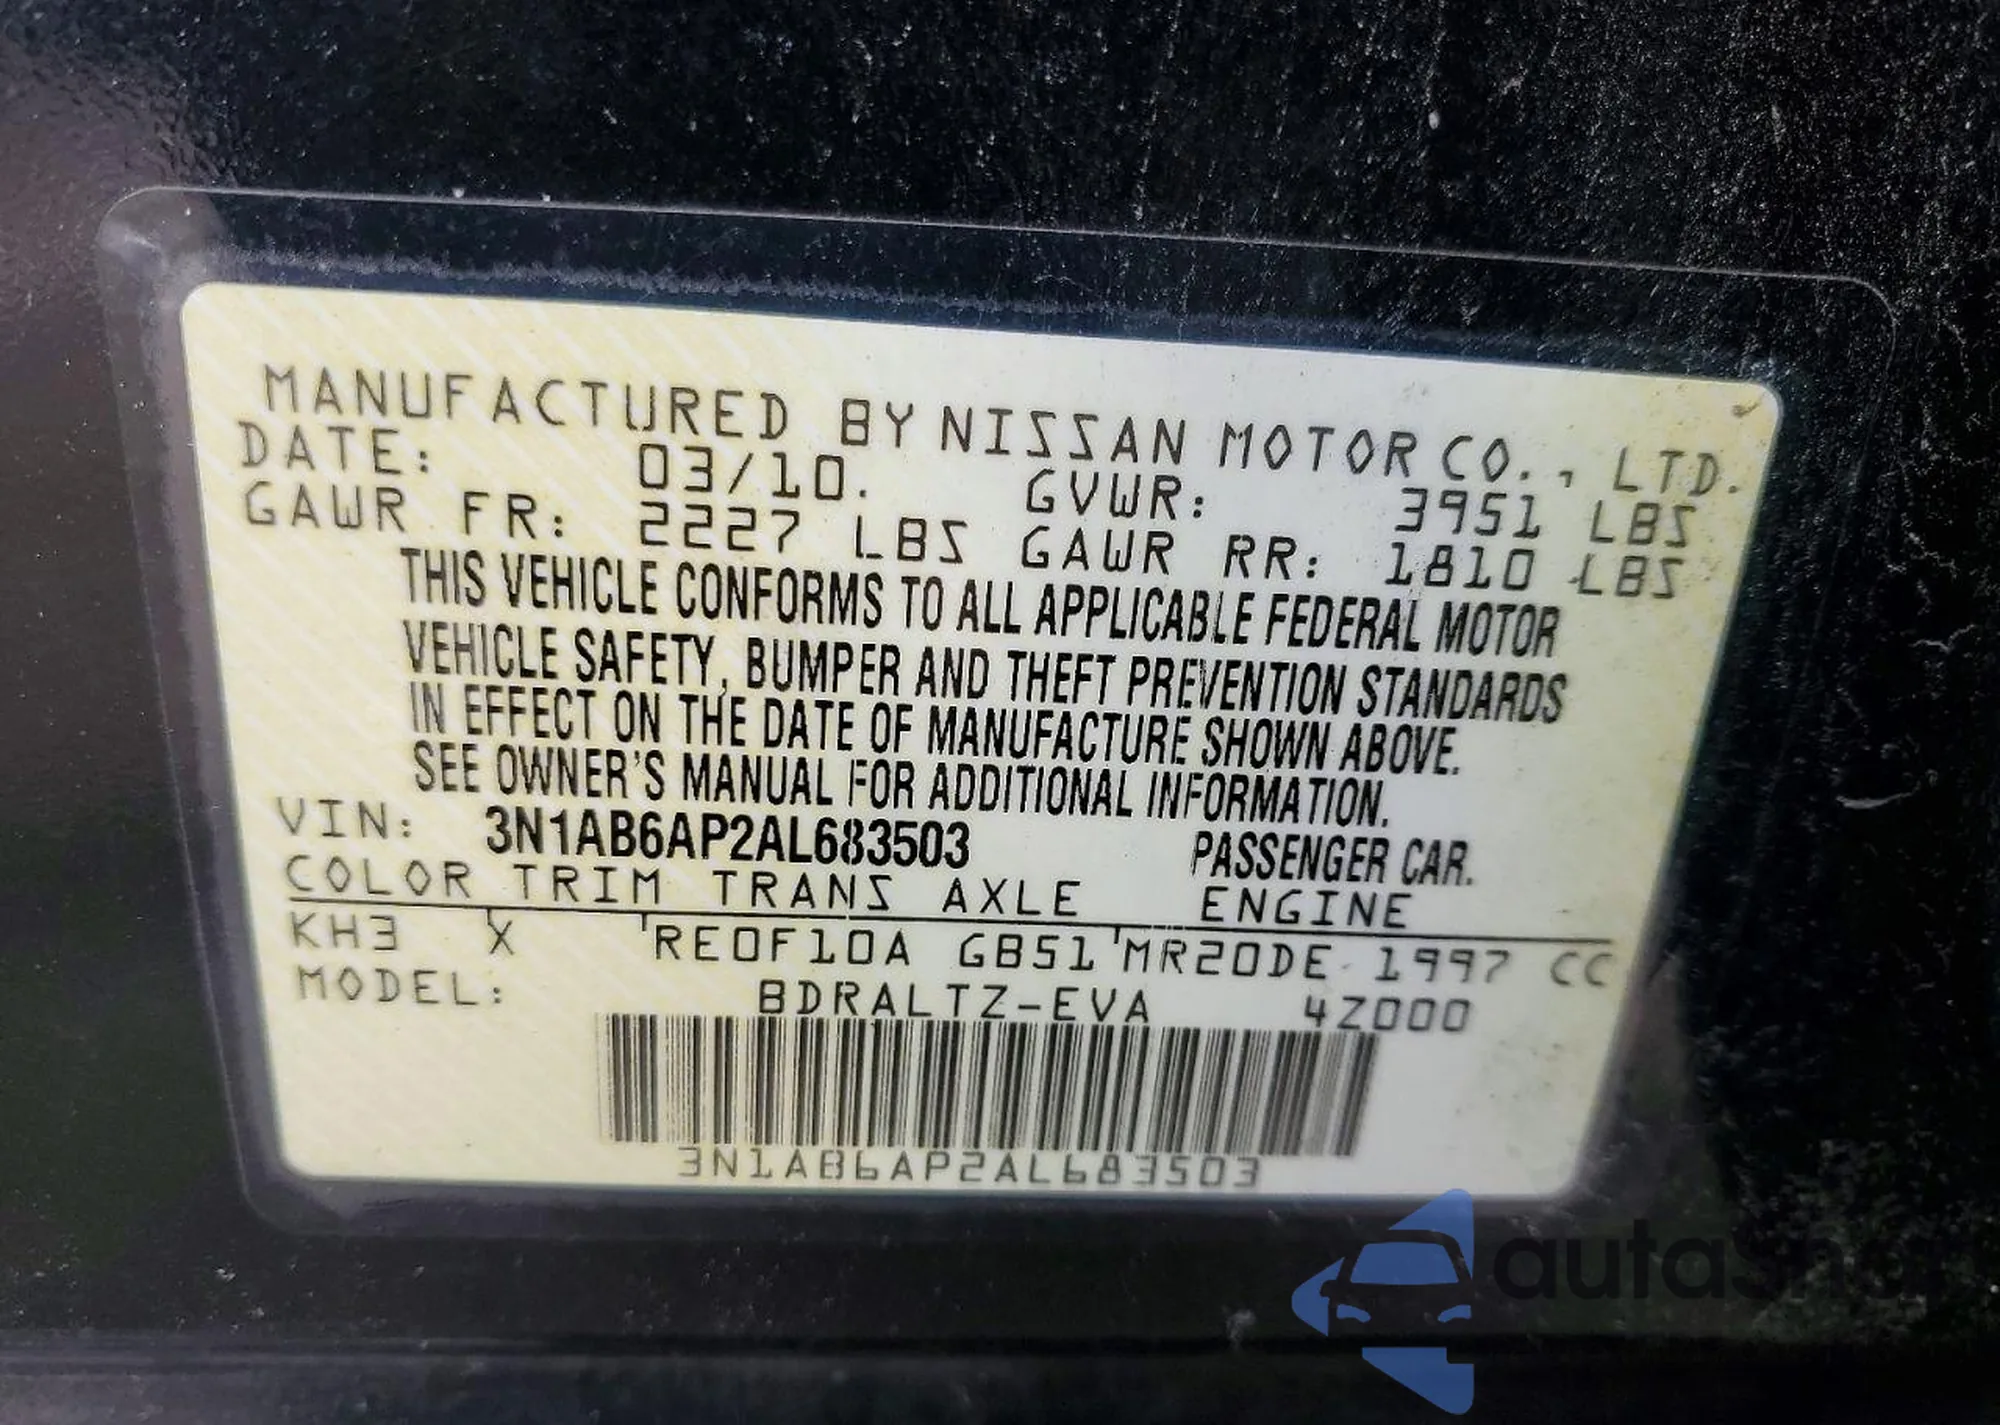 MANUFACTURED BY NISSAN MOTOR CO., LTD.
DATE: 03/10. GVWR: 3951 LBS
GAWR FR: 2227 LBS GAWR RR: 1810 LBS
THIS VEHICLE CONFORMS TO ALL APPLICABLE FEDERAL MOTOR
VEHICLE SAFETY, BUMPER AND THEFT PREVENTION STANDARDS
IN EFFECT ON THE DATE OF MANUFACTURE SHOWN ABOVE.
SEE OWNER'S MANUAL FOR ADDITIONAL INFORMATION.
VIN: 3N1AB6AP2AL683503 PASSENGER CAR.
COLOR TRIM TRANS AXLE ENGINE
KH3 X RE0F10A GB51 MR20DE 1997 CC
MODEL: BDRALTZ-EVA 4Z000
3N1AB6AP2AL683503